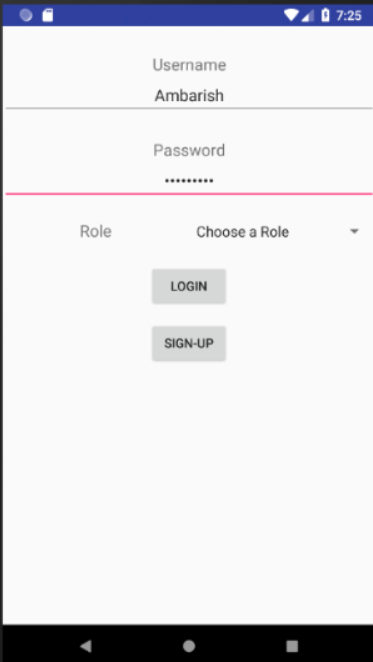 7:25
Username
Ambarish
Password
•••••••••
Role Choose a Role
LOGIN
SIGN-UP